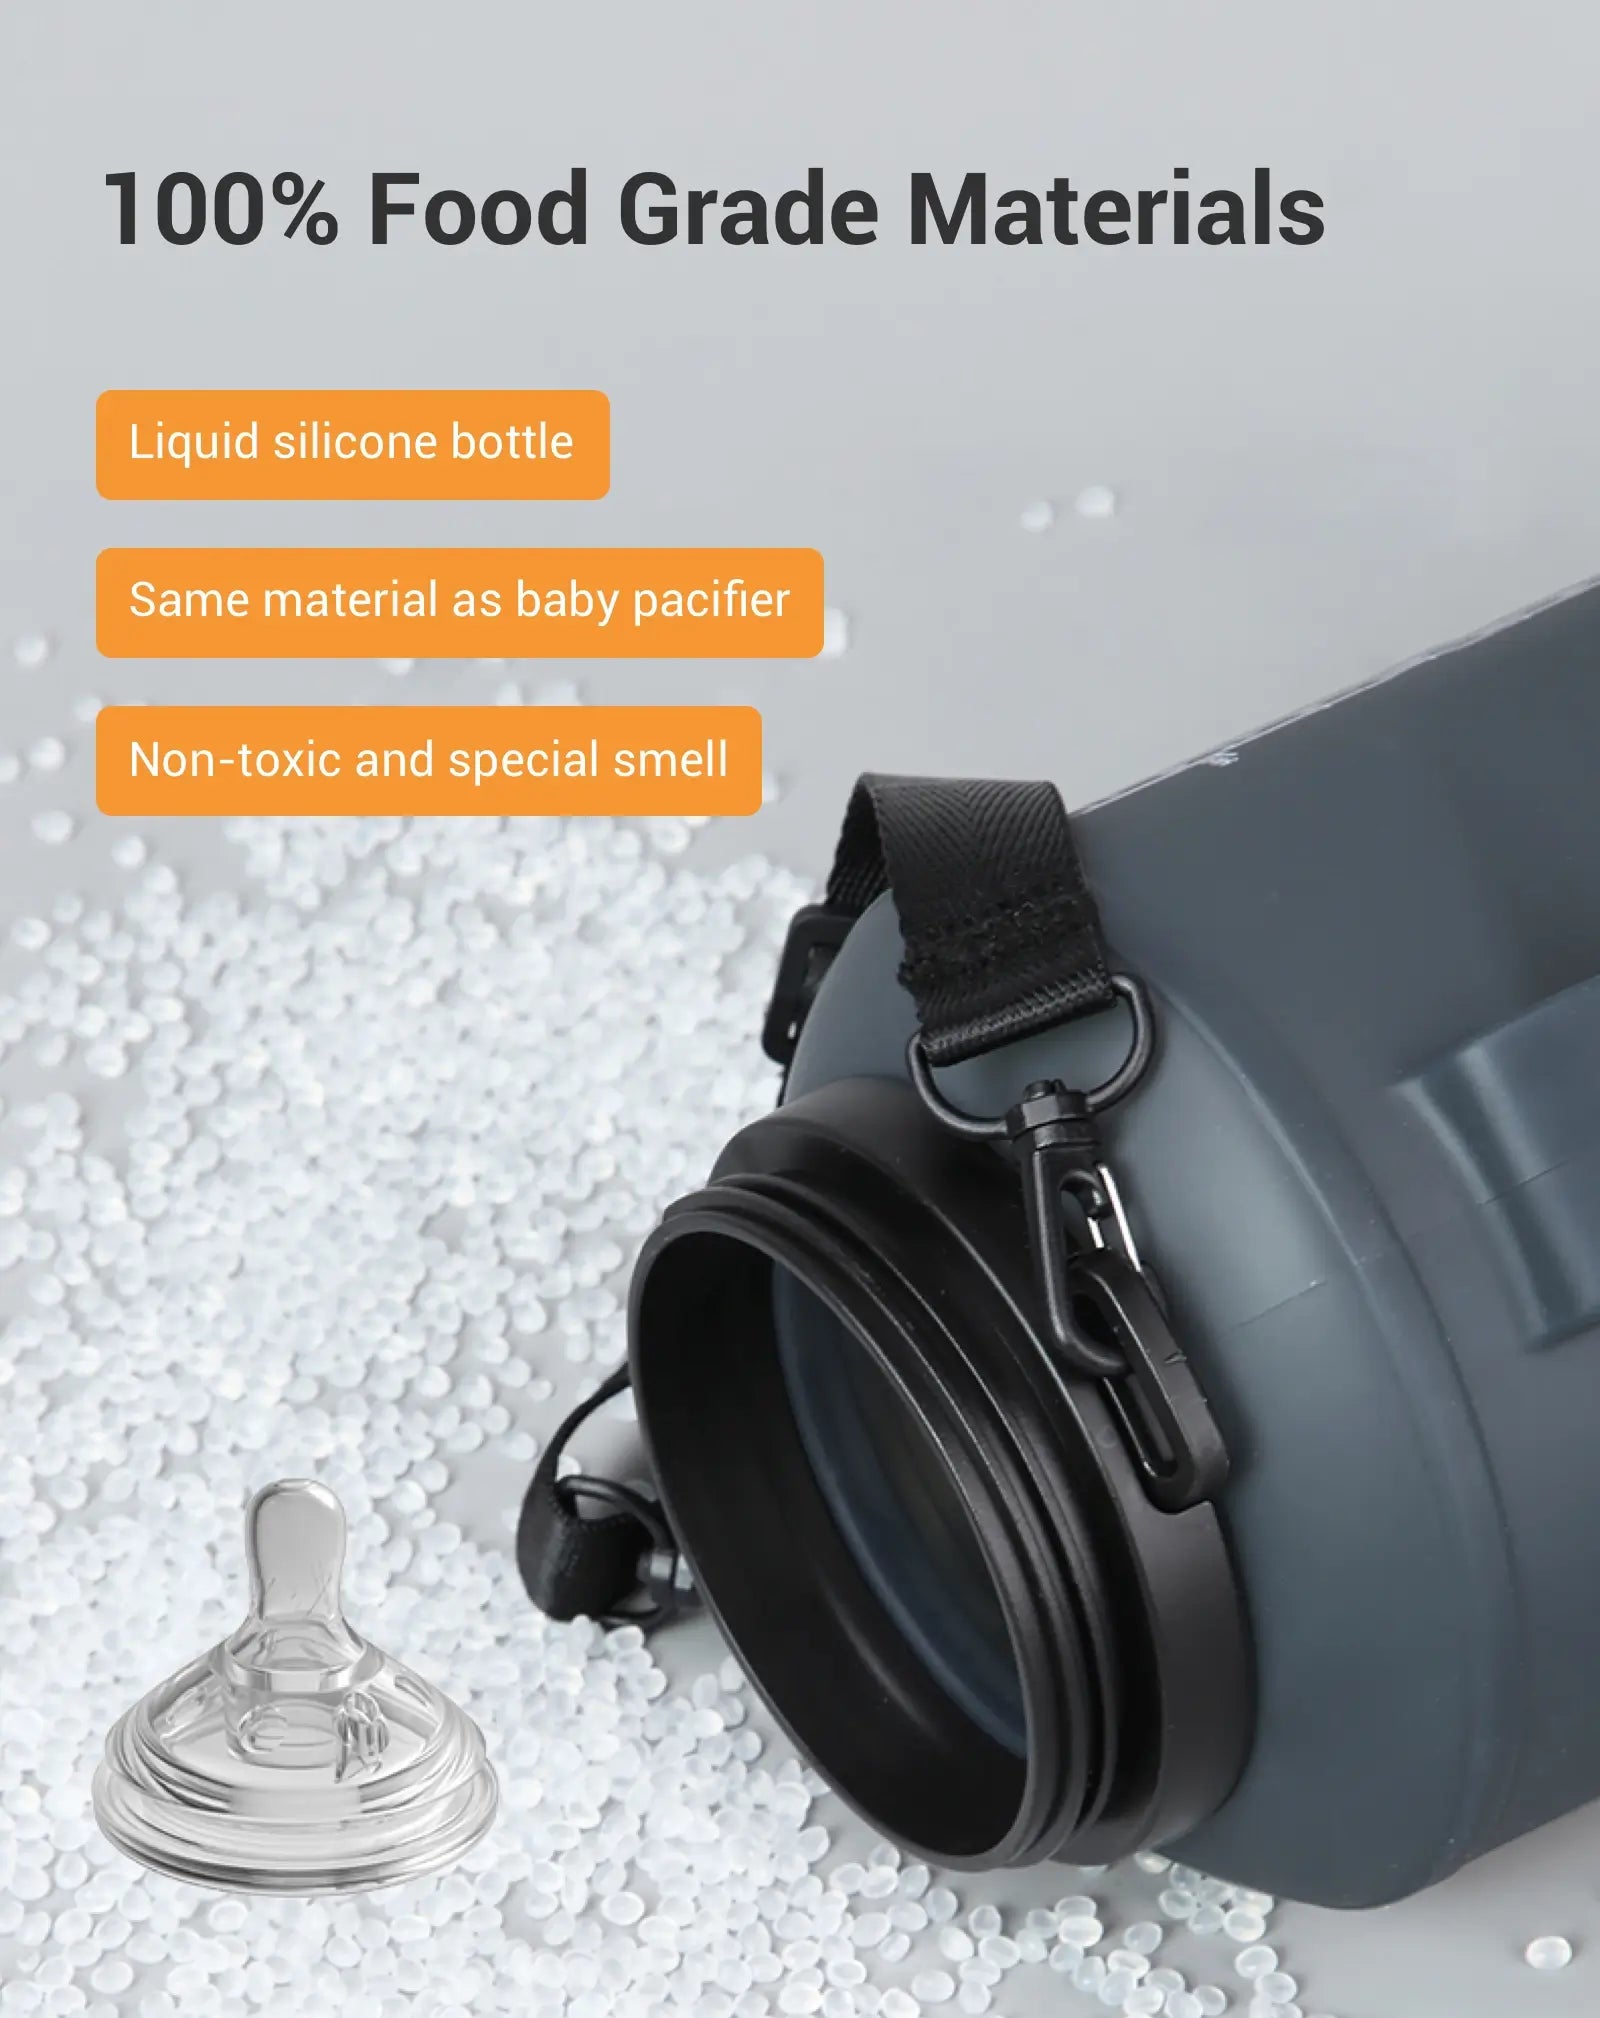 100% Food Grade Materials
Liquid silicone bottle
Same material as baby pacifier
Non-toxic and special smell